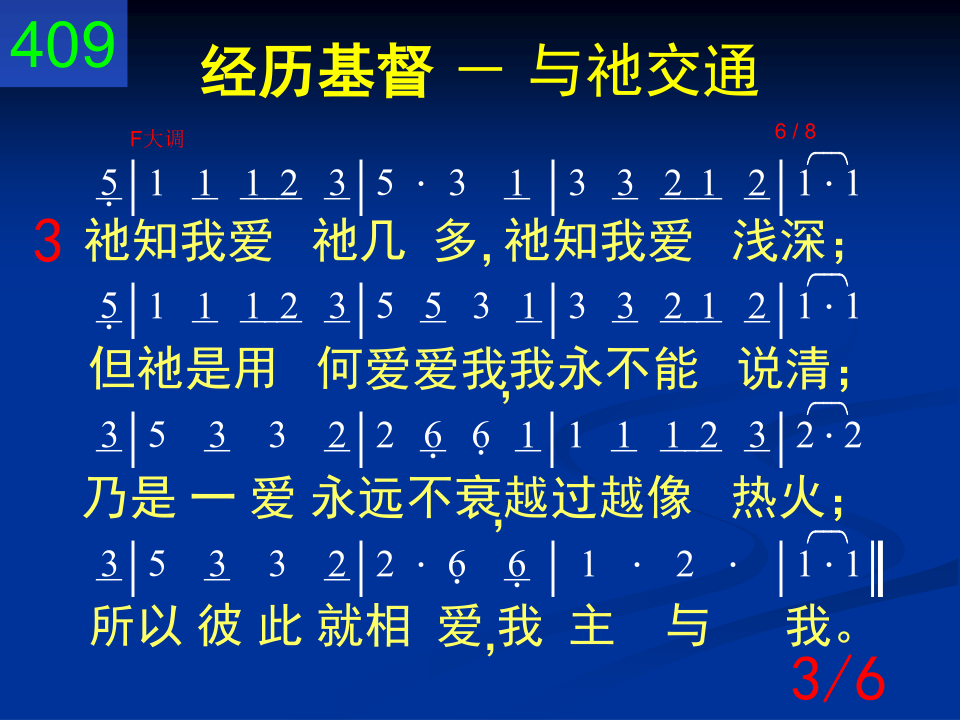 409
经历基督 － 与祂交通
F大调 6 / 8
5 | 1 1 1 2 3 | 5 · 3 1 | 3 3 2 1 2 | 1 · 1
3 祂知我爱 祂几 多, 祂知我爱 浅深；
5 | 1 1 1 2 3 | 5 5 3 1 | 3 3 2 1 2 | 1 · 1
但祂是用 何爱爱我,我永不能 说清；
3 | 5 3 3 2 | 2 6 6 1 | 1 1 1 2 3 | 2 · 2
乃是 一 爱 永远不衰,越过越像 热火；
3 | 5 3 3 2 | 2 · 6 6 | 1 · 2 · | 1 · 1 ‖
所以 彼 此 就相 爱,我 主 与 我。
3/6